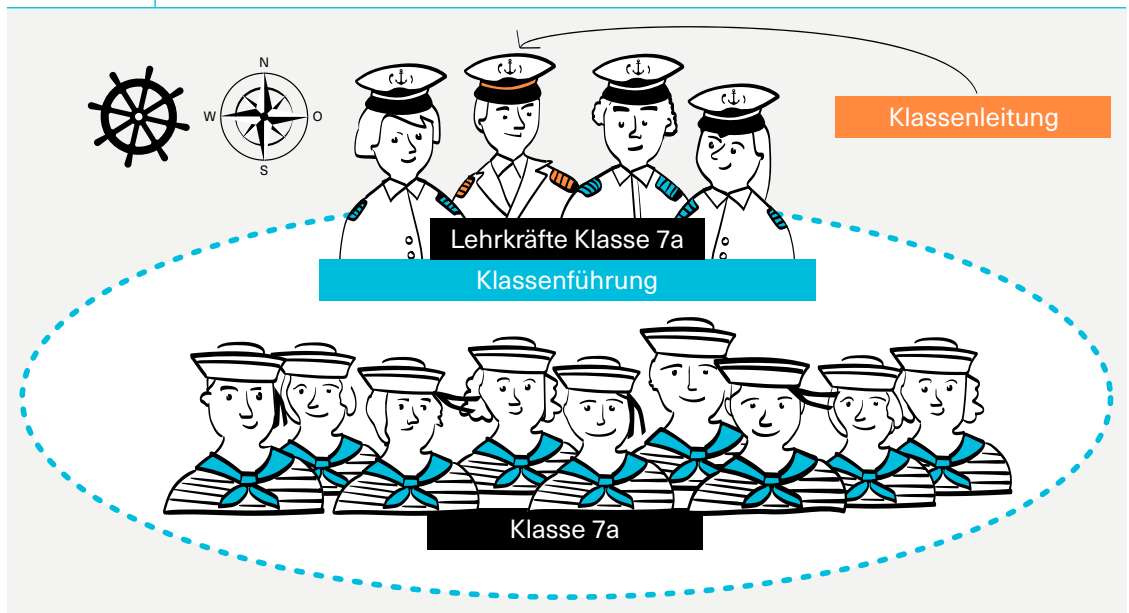 N
W
O
S
Klassenleitung
Lehrkräfte Klasse 7a
Klassenführung
Klasse 7a